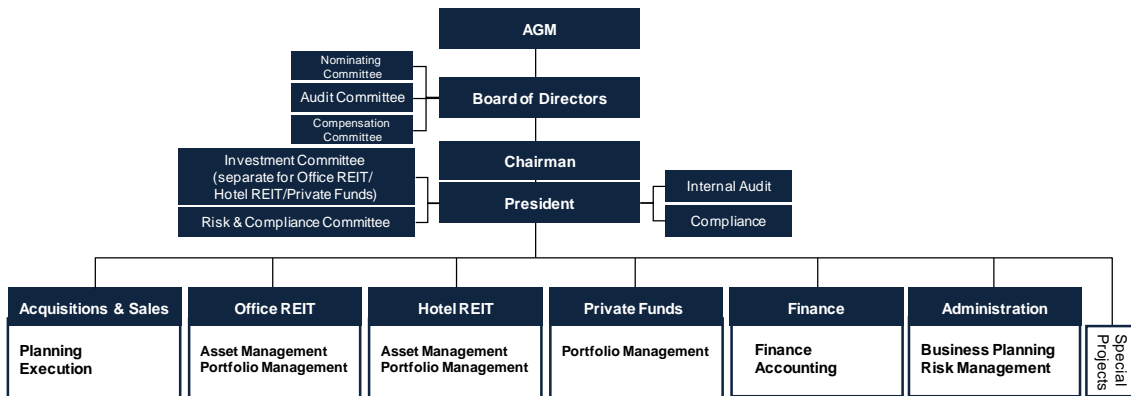 AGM
Nominating
Committee
Audit Committee
Compensation
Committee
Board of Directors
Chairman
Investment Committee
(separate for Office REIT/
Hotel REIT/Private Funds)
Risk & Compliance Committee
President
Internal Audit
Compliance
Acquisitions & Sales
Planning
Execution
Office REIT
Asset Management
Portfolio Management
Hotel REIT
Asset Management
Portfolio Management
Private Funds
Portfolio Management
Finance
Finance
Accounting
Administration
Business Planning
Risk Management
Special
Projects